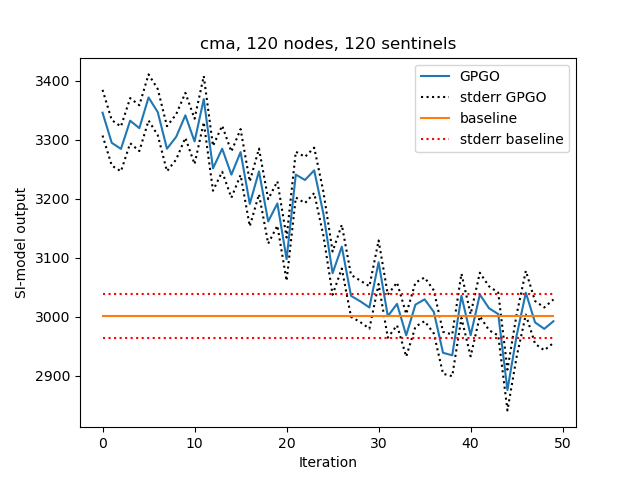 cma, 120 nodes, 120 sentinels
SI-model output
3400
3300
3200
3100
3000
2900
GPGO
stderr GPGO
baseline
stderr baseline
0 10 20 30 40 50
Iteration